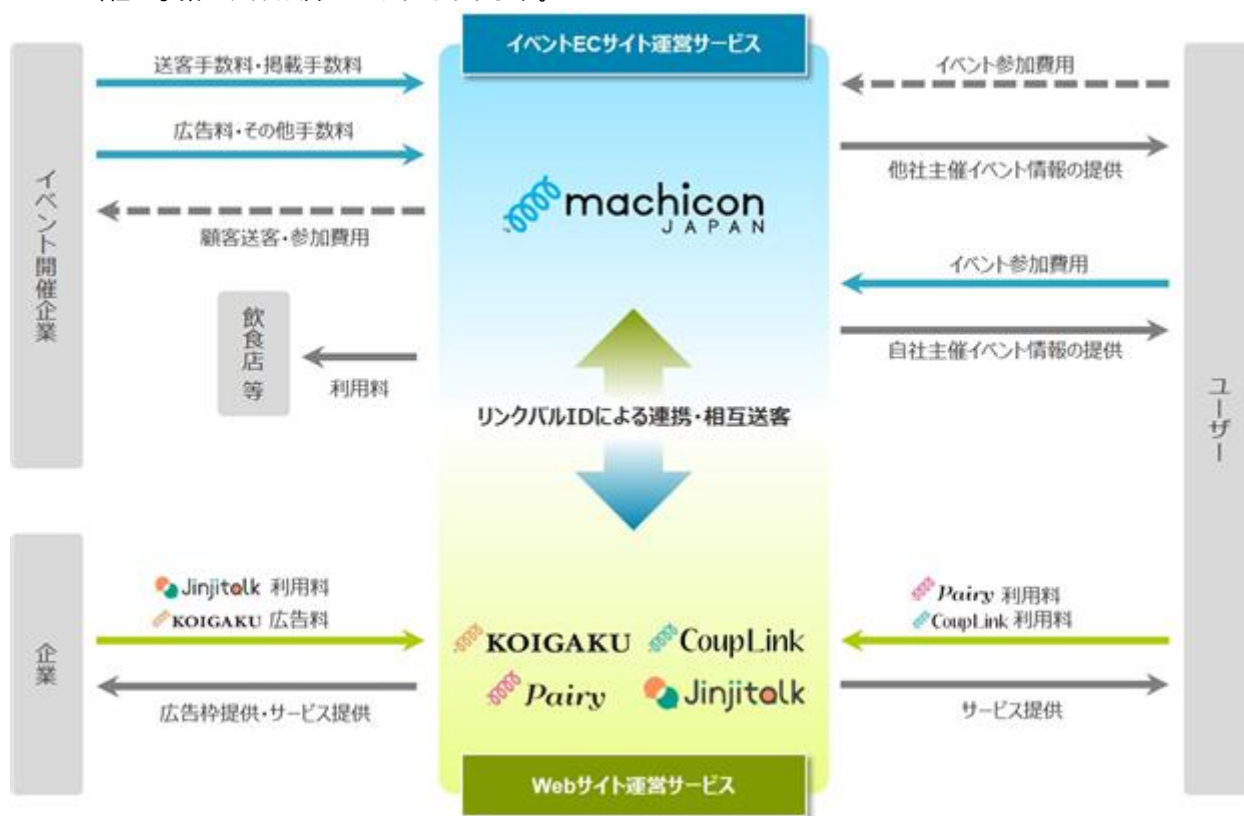 イベントECサイト運営サービス
送客手数料・掲載手数料
広告料・その他手数料
顧客送客・参加費用
イベント開催企業
飲食店 等
利用料
machicon
JAPAN
イベント参加費用
他社主催イベント情報の提供
イベント参加費用
自社主催イベント情報の提供
ユーザー
リンクバルIDによる連携・相互送客
企業
Jinjitalk 利用料
KOIGAKU 広告料
広告枠提供・サービス提供
KOIGAKU CoupLink
Pairy Jinjitalk
Pairy 利用料
CoupLink 利用料
サービス提供
Webサイト運営サービス